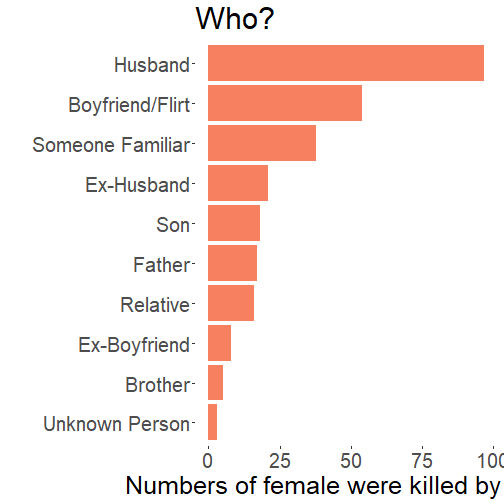 Who?
Husband
Boyfriend/Flirt
Someone Familiar
Ex-Husband
Son
Father
Relative
Ex-Boyfriend
Brother
Unknown Person
0 25 50 75 100
Numbers of female were killed by